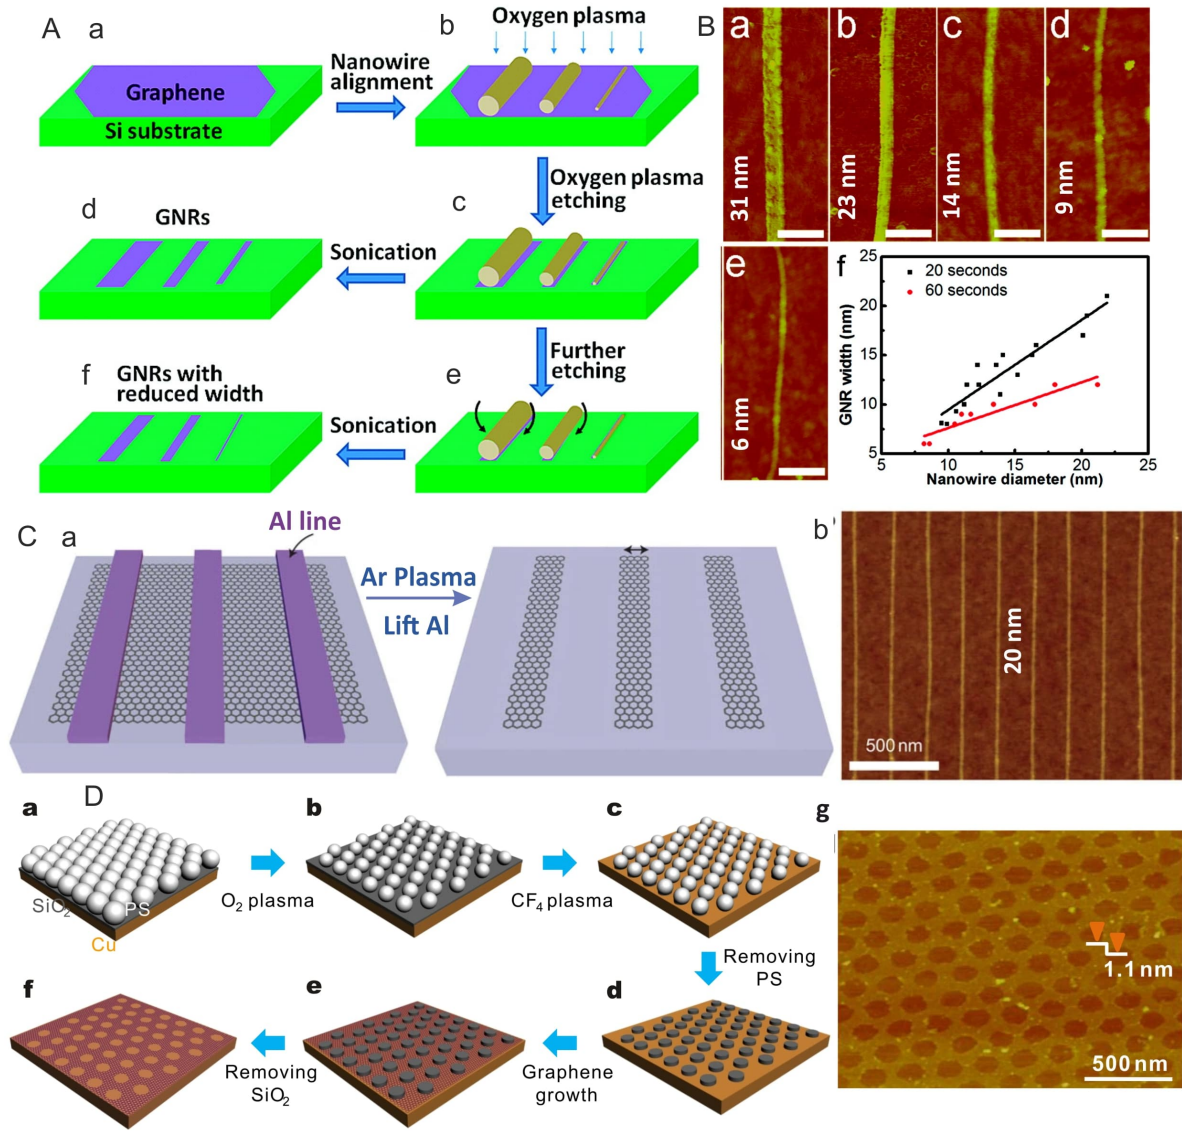 A
a
Graphene
Si substrate
Nanowire
alignment
b
Oxygen plasma
Oxygen plasma
etching
c
Sonication
d
GNRs
Further
etching
e
Sonication
f
GNRs with
reduced width
B
a
31 nm
b
23 nm
c
14 nm
d
9 nm
e
6 nm
f
20 seconds
60 seconds
GNR width (nm)
25
20
15
10
5
5
10
15
20
25
Nanowire diameter (nm)
C
a
Al line
Ar Plasma
Lift Al
b'
20 nm
500 nm
D
a
SiO2
PS
Cu
O2 plasma
b
CF4 plasma
c
Removing
PS
d
Graphene
growth
e
Removing
SiO2
f
g
1.1 nm
500 nm